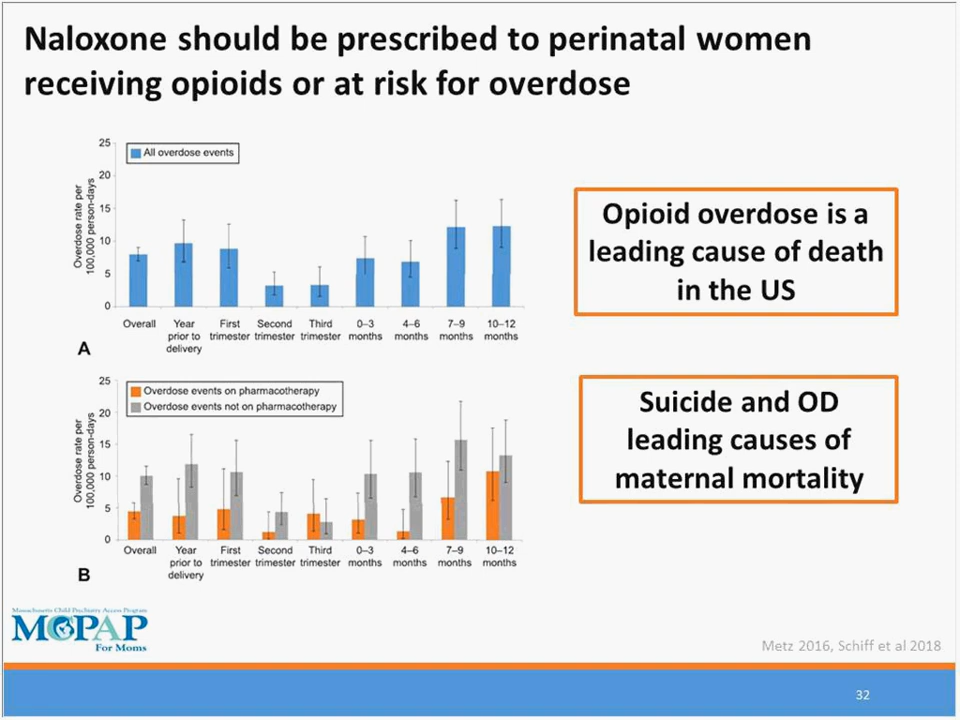 Naloxone should be prescribed to perinatal women
receiving opioids or at risk for overdose
25
20
15
10
5
0
Overdose rate per
100,000 person-days
All overdose events
Overall
Year
prior to
delivery
First
trimester
Second
trimester
Third
trimester
0–3
months
4–6
months
7–9
months
10–12
months
A
Opioid overdose is a
leading cause of death
in the US
25
20
15
10
5
0
Overdose rate per
100,000 person-days
Overdose events on pharmacotherapy
Overdose events not on pharmacotherapy
Overall
Year
prior to
delivery
First
trimester
Second
trimester
Third
trimester
0–3
months
4–6
months
7–9
months
10–12
months
B
Suicide and OD
leading causes of
maternal mortality
Massachusetts Child Psychiatry Access Program
MCPAP
For Moms
Metz 2016, Schiff et al 2018
32